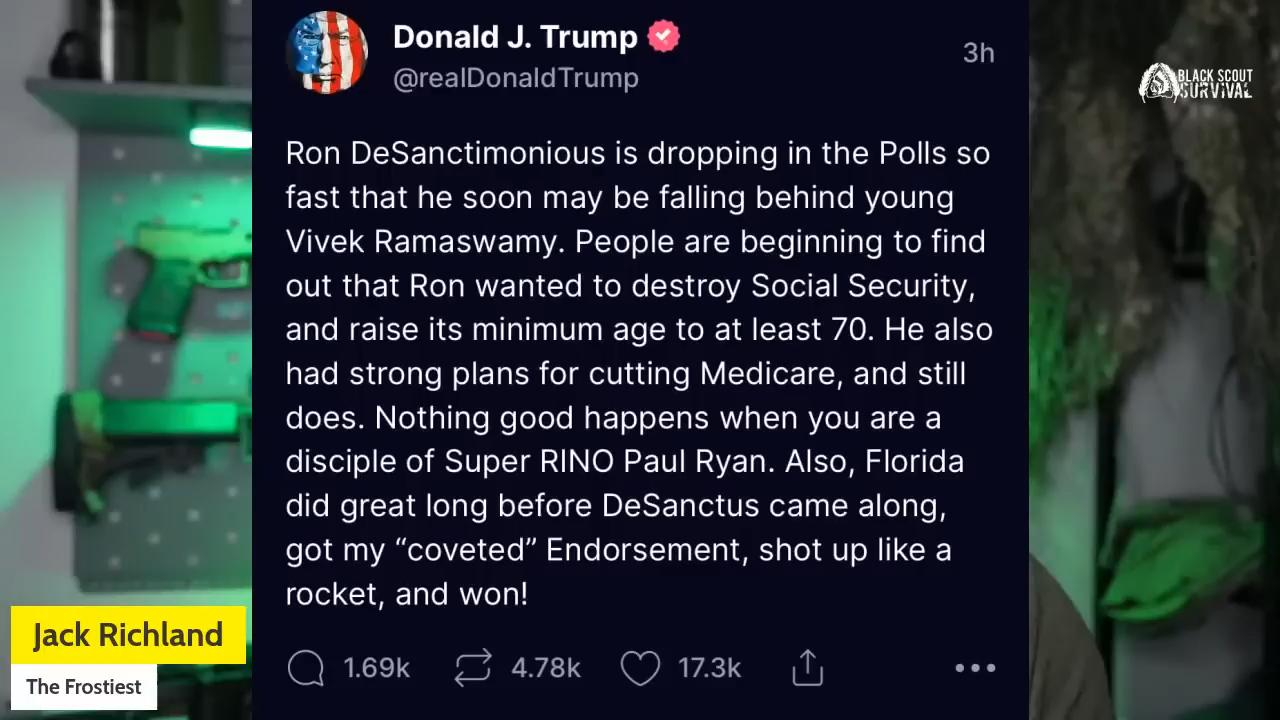 Donald J. Trump
@realDonaldTrump
3h
BLACK SCOUT
SURVIVAL
Ron DeSanctimonious is dropping in the Polls so
fast that he soon may be falling behind young
Vivek Ramaswamy. People are beginning to find
out that Ron wanted to destroy Social Security,
and raise its minimum age to at least 70. He also
had strong plans for cutting Medicare, and still
does. Nothing good happens when you are a
disciple of Super RINO Paul Ryan. Also, Florida
did great long before DeSanctus came along,
got my “coveted” Endorsement, shot up like a
rocket, and won!
Jack Richland
The Frostiest
1.69k 4.78k 17.3k